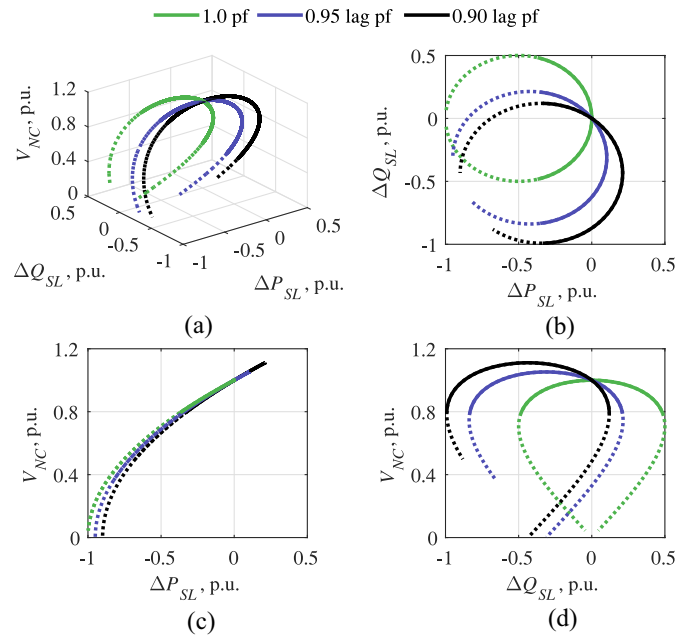 1.0 pf 0.95 lag pf 0.90 lag pf
V_NC, p.u.
1.2
0.8
0.4
0
0.5
0
-0.5
-1
-1
-0.5
0
0.5
ΔQ_SL, p.u.
ΔP_SL, p.u.
(a)
ΔQ_SL, p.u.
0.5
0
-0.5
-1
-1 -0.5 0 0.5
ΔP_SL, p.u.
(b)
V_NC, p.u.
1.2
0.8
0.4
0
-1 -0.5 0 0.5
ΔP_SL, p.u.
(c)
V_NC, p.u.
1.2
0.8
0.4
0
-1 -0.5 0 0.5
ΔQ_SL, p.u.
(d)